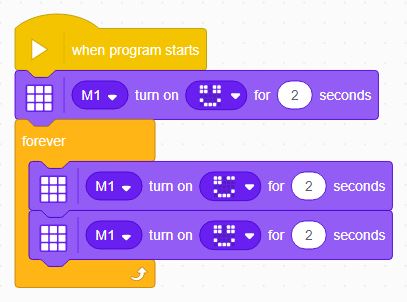 when program starts
M1 turn on for 2 seconds
forever
M1 turn on for 2 seconds
M1 turn on for 2 seconds